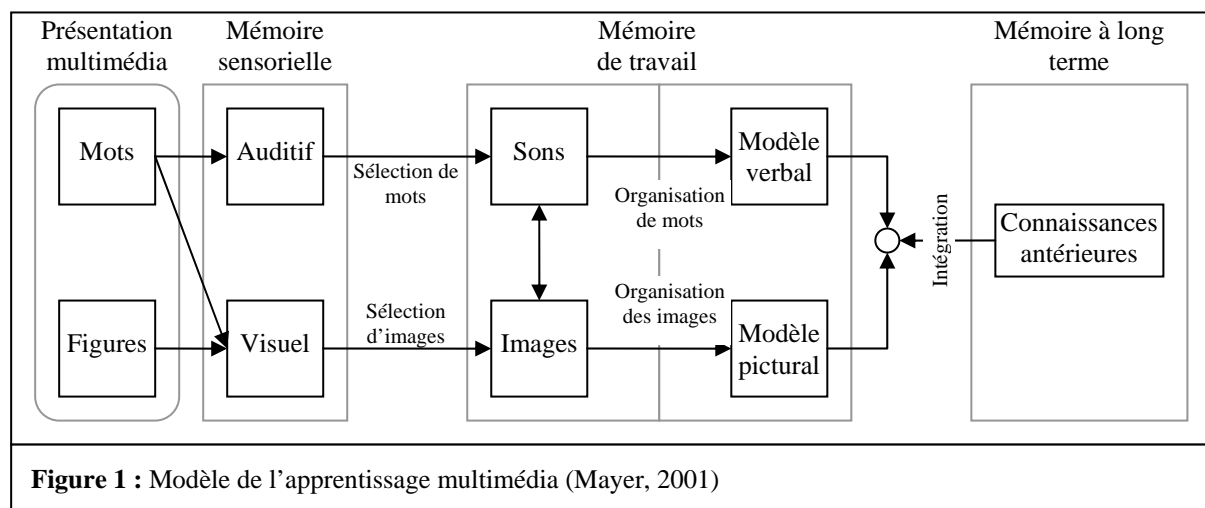 Présentation
multimédia
Mémoire
sensorielle
Mémoire
de travail
Mémoire à long
terme
Mots
Auditif
Sélection de
mots
Sons
Organisation
de mots
Modèle
verbal
Intégration
Connaissances
antérieures
Figures
Visuel
Sélection
d'images
Images
Organisation
des images
Modèle
pictural
Figure 1 : Modèle de l'apprentissage multimédia (Mayer, 2001)